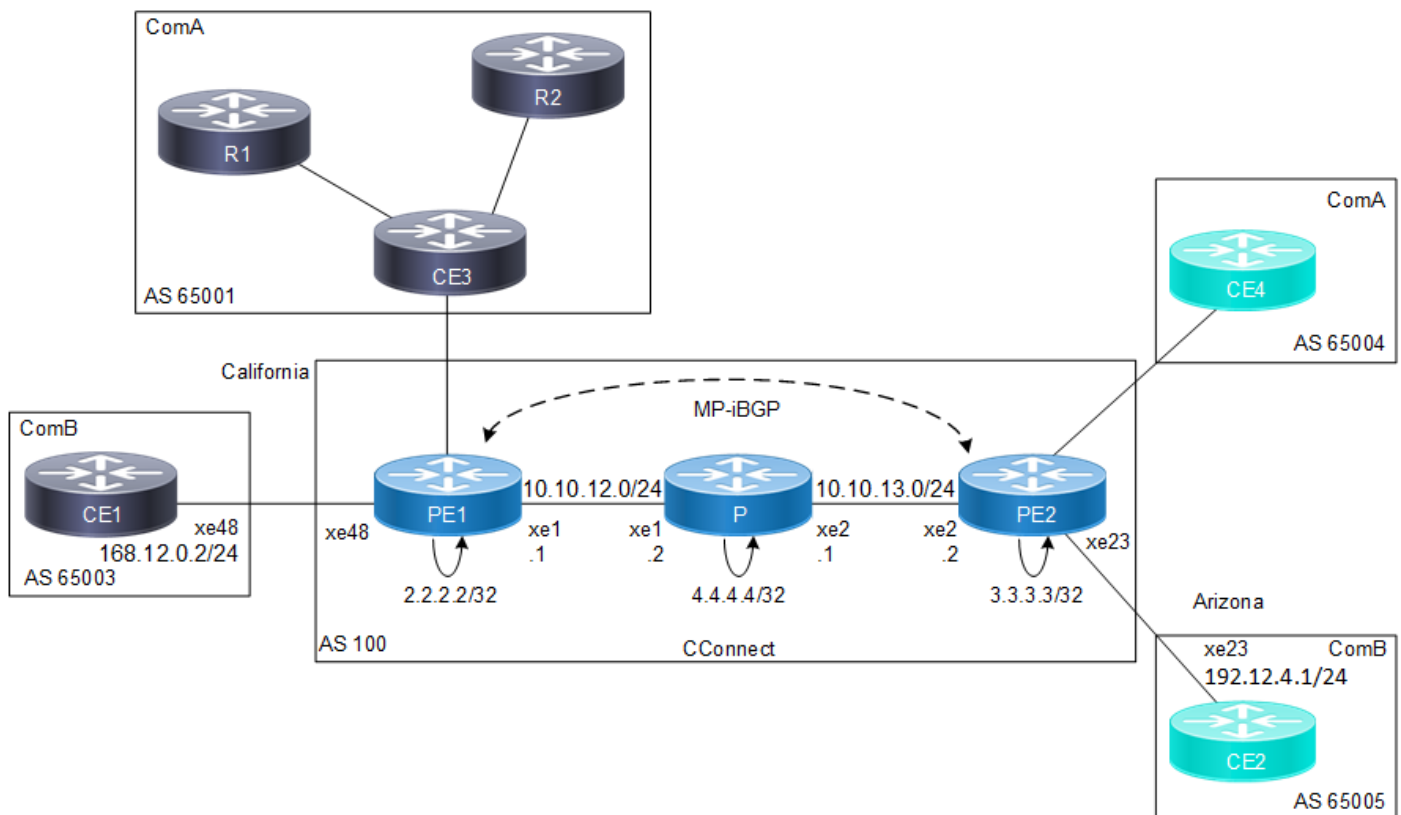 ComA
R2
R1
CE3
AS 65001
ComA
CE4
AS 65004
California
MP-iBGP
ComB
CE1
xe48
168.12.0.2/24
AS 65003
xe48
PE1
10.10.12.0/24
P
10.10.13.0/24
PE2
xe1
.1
xe1
.2
xe2
.1
xe2
.2
xe23
2.2.2.2/32
4.4.4.4/32
3.3.3.3/32
AS 100
CConnect
Arizona
xe23
ComB
192.12.4.1/24
CE2
AS 65005